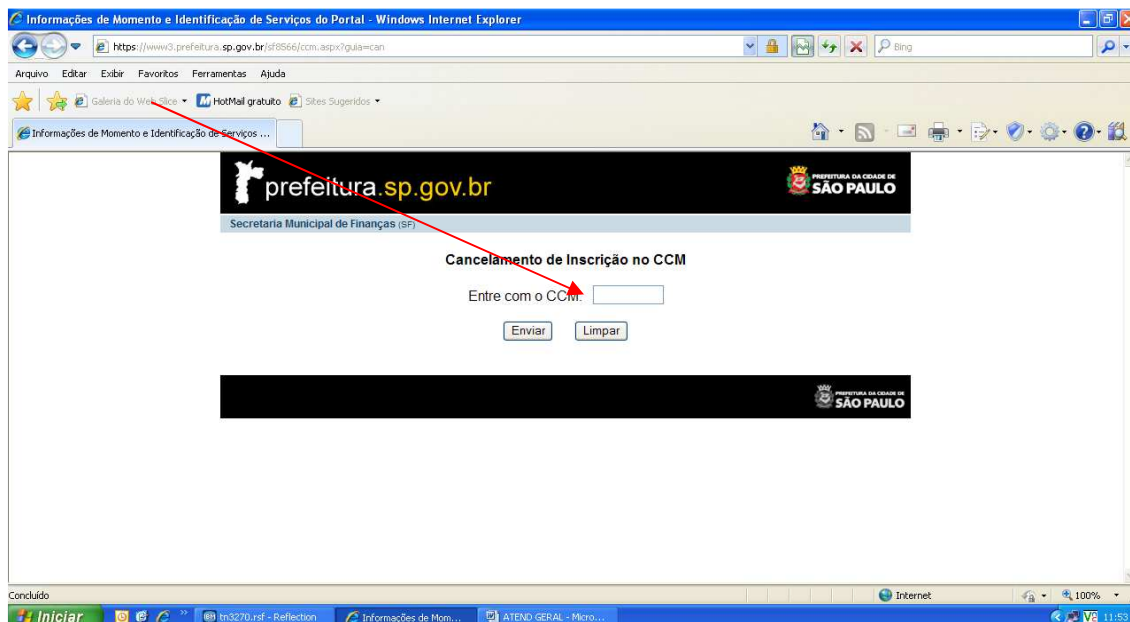 Informações de Momento e Identificação de Serviços do Portal - Windows Internet Explorer
https://www3.prefeitura.sp.gov.br/sf8566/ccm.aspx?guia=can
Bing
Arquivo Editar Exibir Favoritos Ferramentas Ajuda
Galeria do Web Slice HotMail gratuito Sites Sugeridos
Informações de Momento e Identificação de Serviços ...
prefeitura.sp.gov.br
PREFEITURA DA CIDADE DE
SÃO PAULO
Secretaria Municipal de Finanças (SF)
Cancelamento de Inscrição no CCM
Entre com o CCM:
Enviar Limpar
PREFEITURA DA CIDADE DE
SÃO PAULO
Concluído Internet 100%
Iniciar tn3270.rsf - Reflection Informações de Mom... ATEND GERAL - Micro... 11:53